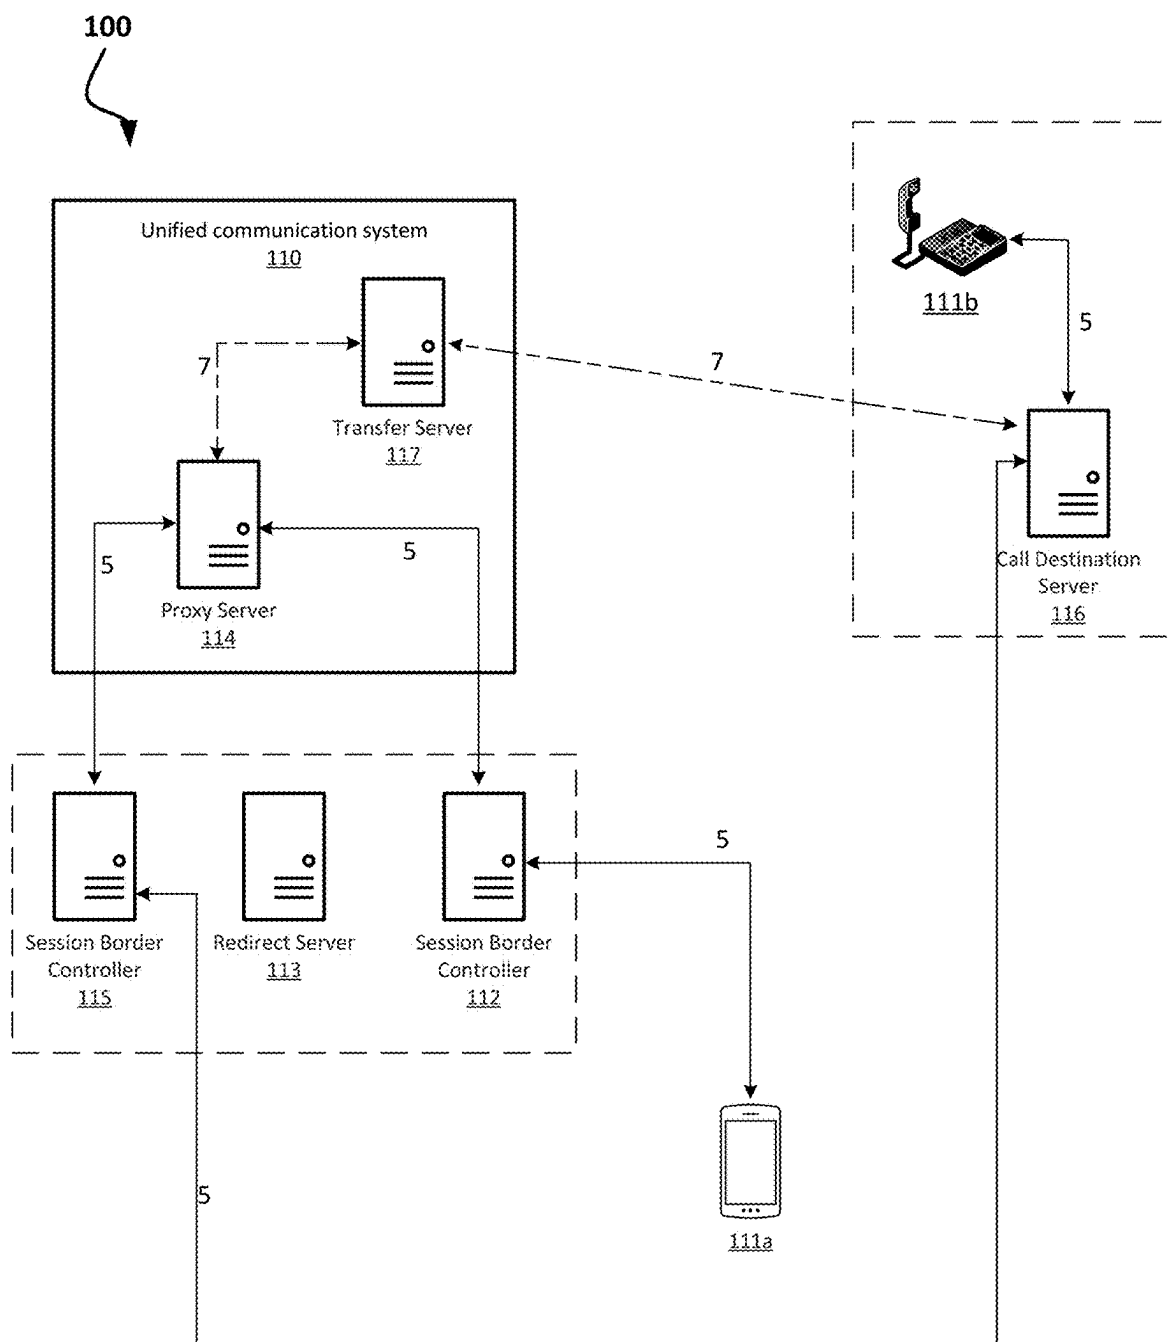 100
Unified communication system
110
111b
5
7
7
Transfer Server
117
5
5
Proxy Server
114
Call Destination
Server
116
5
Session Border
Controller
115
Redirect Server
113
Session Border
Controller
112
5
111a